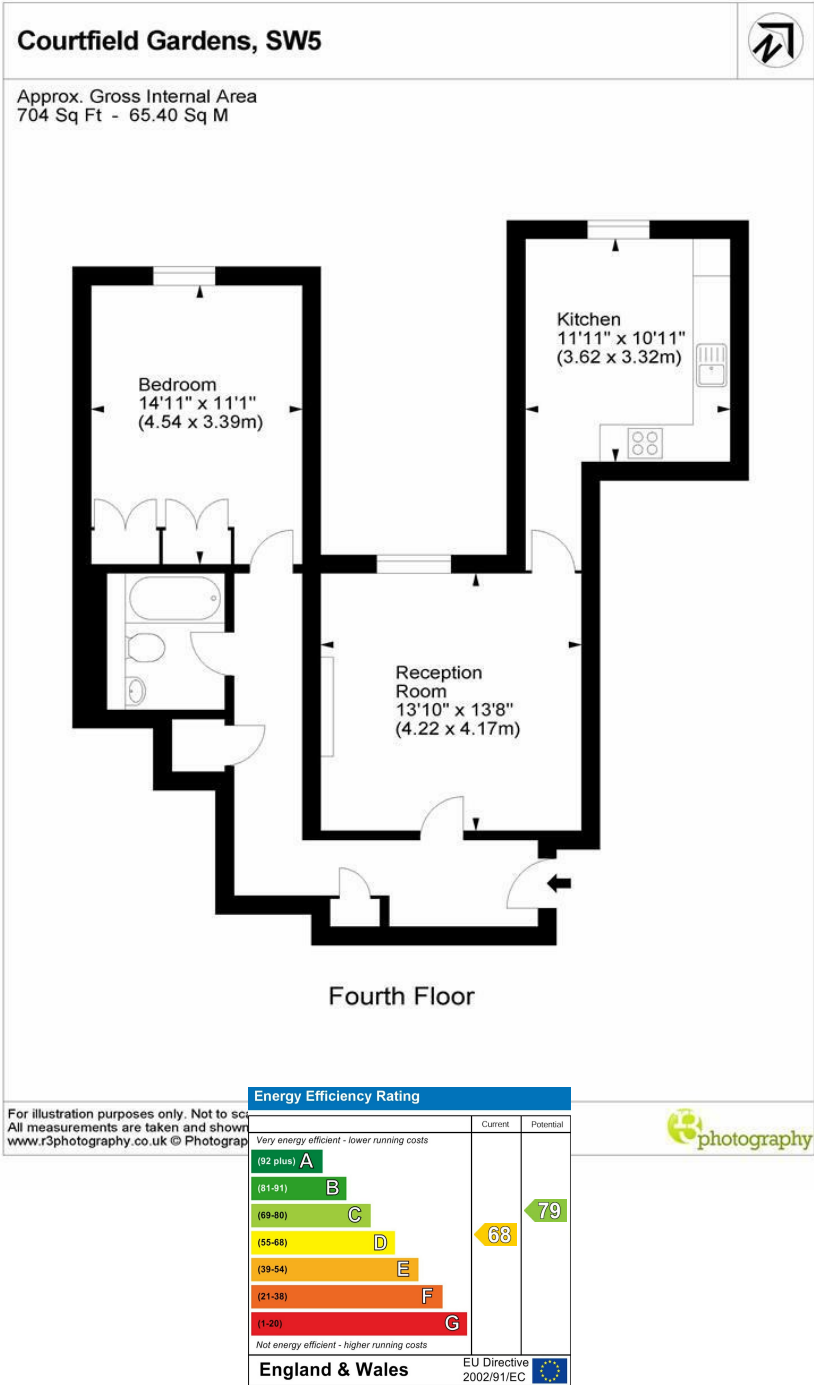 Courtfield Gardens, SW5
N
Approx. Gross Internal Area
704 Sq Ft - 65.40 Sq M
Kitchen
11'11" x 10'11"
(3.62 x 3.32m)
Bedroom
14'11" x 11'1"
(4.54 x 3.39m)
Reception
Room
13'10" x 13'8"
(4.22 x 4.17m)
Fourth Floor
For illustration purposes only. Not to
All measurements are taken and shown
www.r3photography.co.uk ©
photography
Energy Efficiency Rating
Current Potential
Very energy efficient - lower running costs
(92 plus) A
(81-91) B
(69-80) C
(55-68) D
(39-54) E
(21-38) F
(1-20) G
68
79
Not energy efficient - higher running costs
England & Wales
EU Directive
2002/91/EC